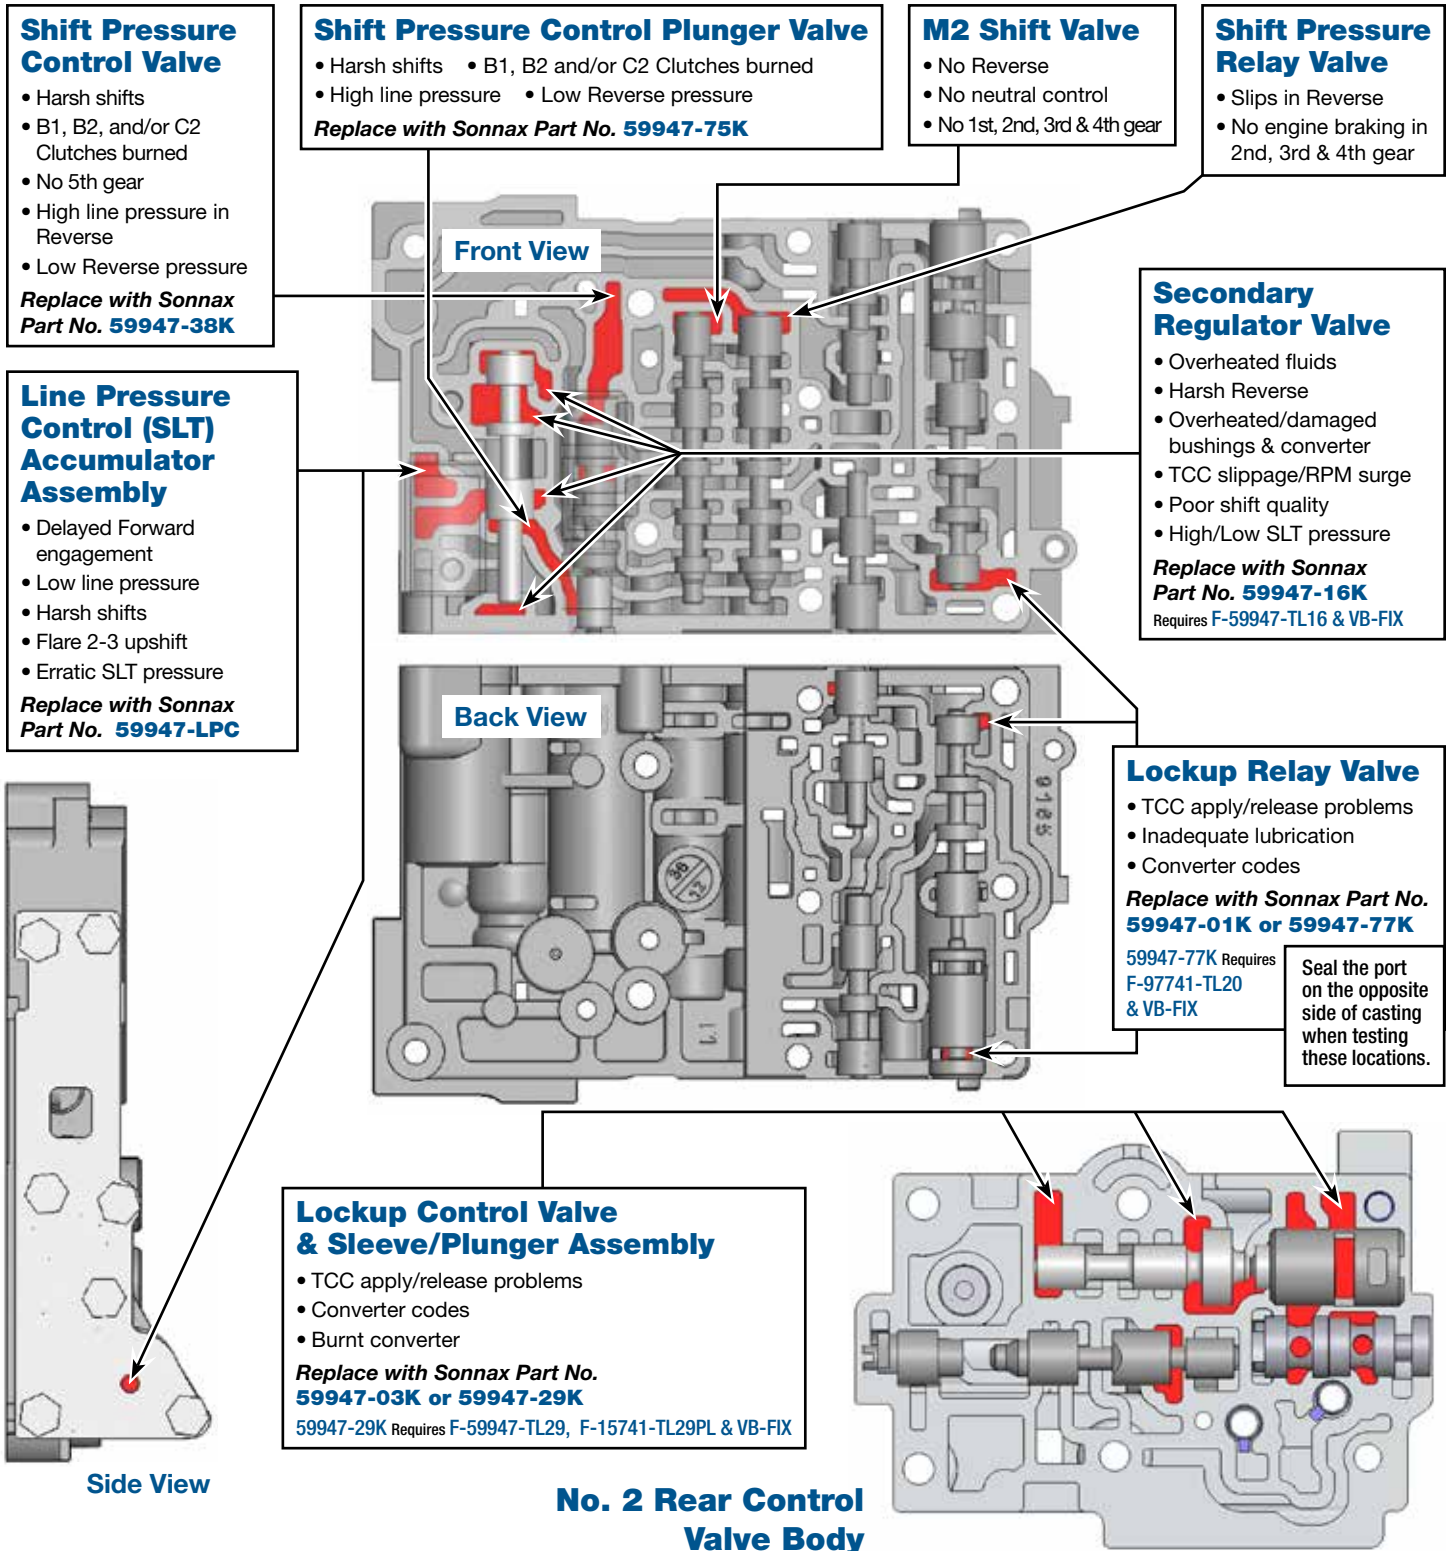 Shift Pressure
Control Valve
• Harsh shifts
• B1, B2, and/or C2
Clutches burned
• No 5th gear
• High line pressure in
Reverse
• Low Reverse pressure
Replace with Sonnax
Part No. 59947-38K
Shift Pressure Control Plunger Valve
• Harsh shifts • B1, B2 and/or C2 Clutches burned
• High line pressure • Low Reverse pressure
Replace with Sonnax Part No. 59947-75K
M2 Shift Valve
• No Reverse
• No neutral control
• No 1st, 2nd, 3rd & 4th gear
Shift Pressure
Relay Valve
• Slips in Reverse
• No engine braking in
2nd, 3rd & 4th gear
Front View
Secondary
Regulator Valve
• Overheated fluids
• Harsh Reverse
• Overheated/damaged
bushings & converter
• TCC slippage/RPM surge
• Poor shift quality
• High/Low SLT pressure
Replace with Sonnax
Part No. 59947-16K
Requires F-59947-TL16 & VB-FIX
Line Pressure
Control (SLT)
Accumulator
Assembly
• Delayed Forward
engagement
• Low line pressure
• Harsh shifts
• Flare 2-3 upshift
• Erratic SLT pressure
Replace with Sonnax
Part No. 59947-LPC
Back View
Lockup Relay Valve
• TCC apply/release problems
• Inadequate lubrication
• Converter codes
Replace with Sonnax Part No.
59947-01K or 59947-77K
59947-77K Requires
F-97741-TL20
& VB-FIX
Seal the port
on the opposite
side of casting
when testing
these locations.
Lockup Control Valve
& Sleeve/Plunger Assembly
• TCC apply/release problems
• Converter codes
• Burnt converter
Replace with Sonnax Part No.
59947-03K or 59947-29K
59947-29K Requires F-59947-TL29, F-15741-TL29PL & VB-FIX
Side View
No. 2 Rear Control
Valve Body